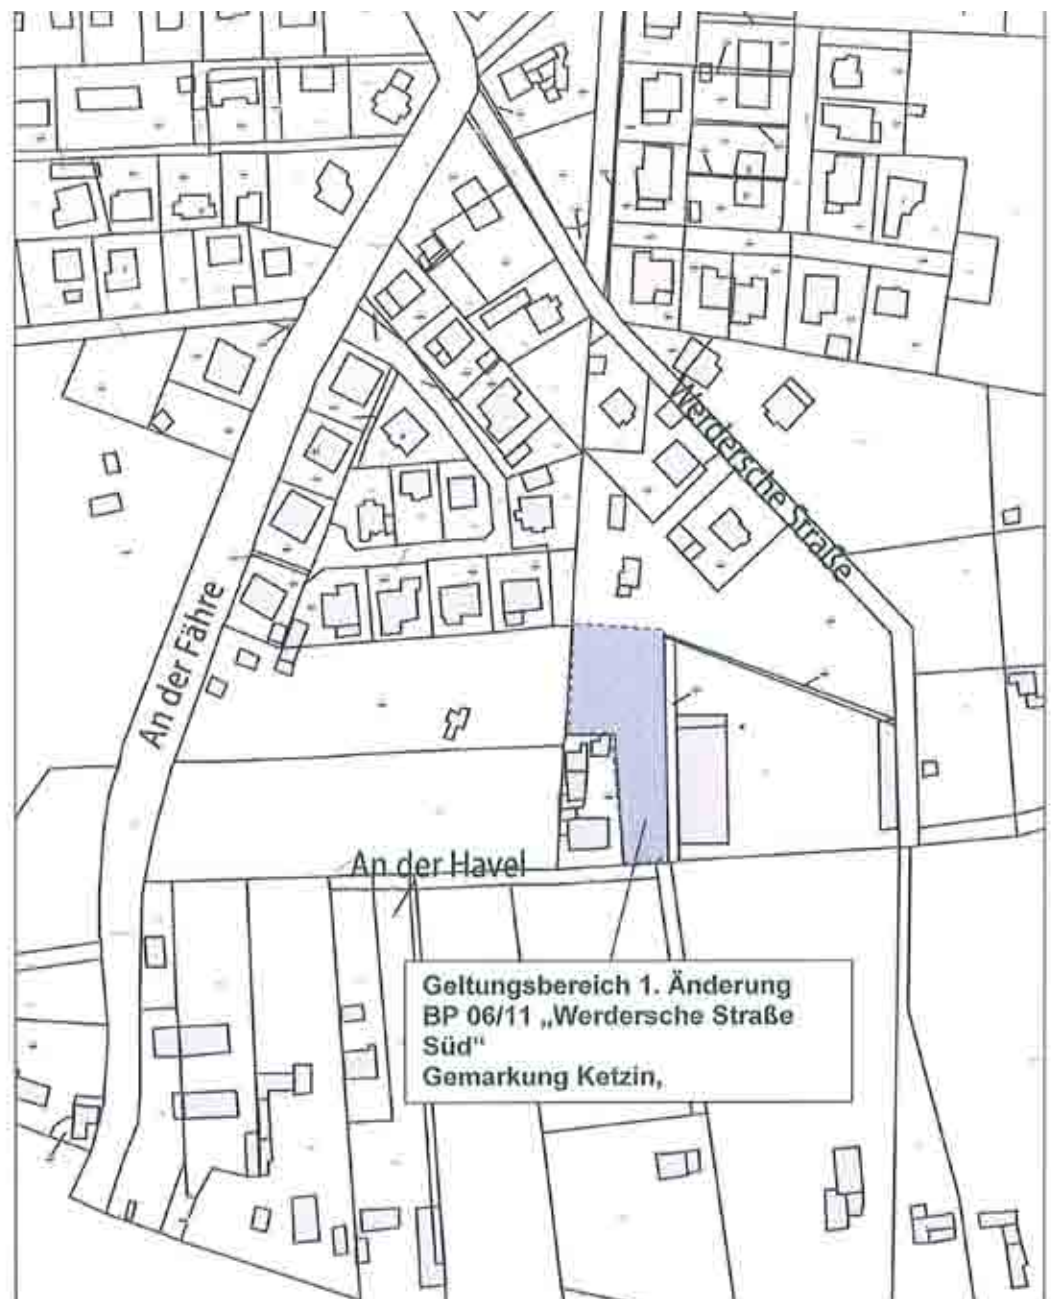 Werdersche Straße
An der Fähre
An der Havel
Geltungsbereich 1. Änderung
BP 06/11 „Werdersche Straße
Süd“
Gemarkung Ketzin,